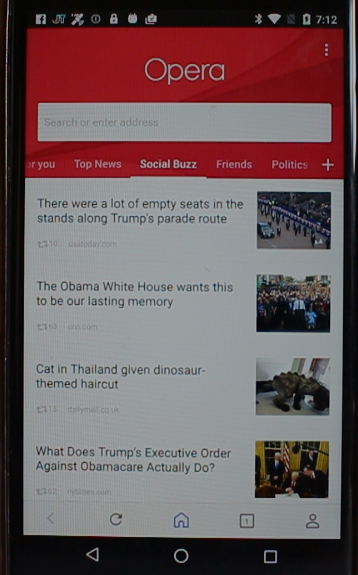 7:12
Opera
Search or enter address
or you Top News Social Buzz Friends Politics +
There were a lot of empty seats in the
stands along Trump's parade route
10 usatoday.com
The Obama White House wants this
to be our lasting memory
63 cnn.com
Cat in Thailand given dinosaur-
themed haircut
15 dailymail.co.uk
What Does Trump's Executive Order
Against Obamacare Actually Do?
62 nytimes.com
1